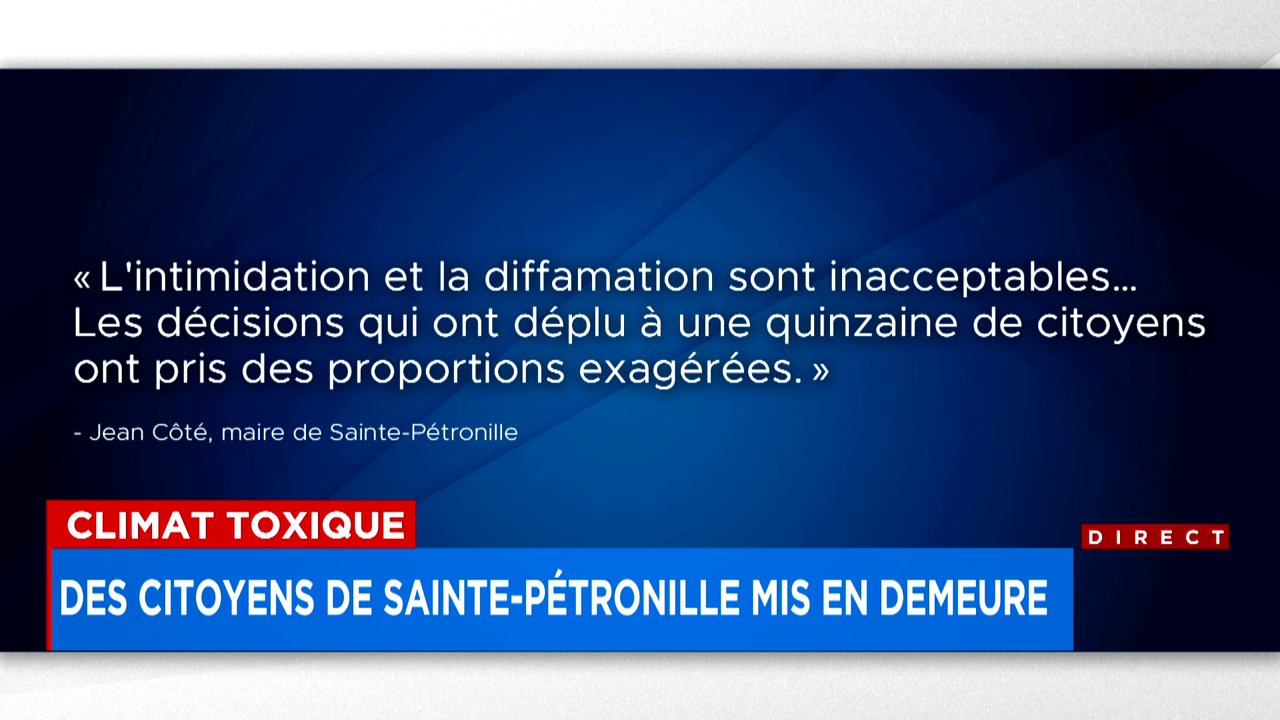 « L'intimidation et la diffamation sont inacceptables...
Les décisions qui ont déplu à une quinzaine de citoyens
ont pris des proportions exagérées. »
- Jean Côté, maire de Sainte-Pétronille
CLIMAT TOXIQUE
DIRECT
DES CITOYENS DE SAINTE-PÉTRONILLE MIS EN DEMEURE